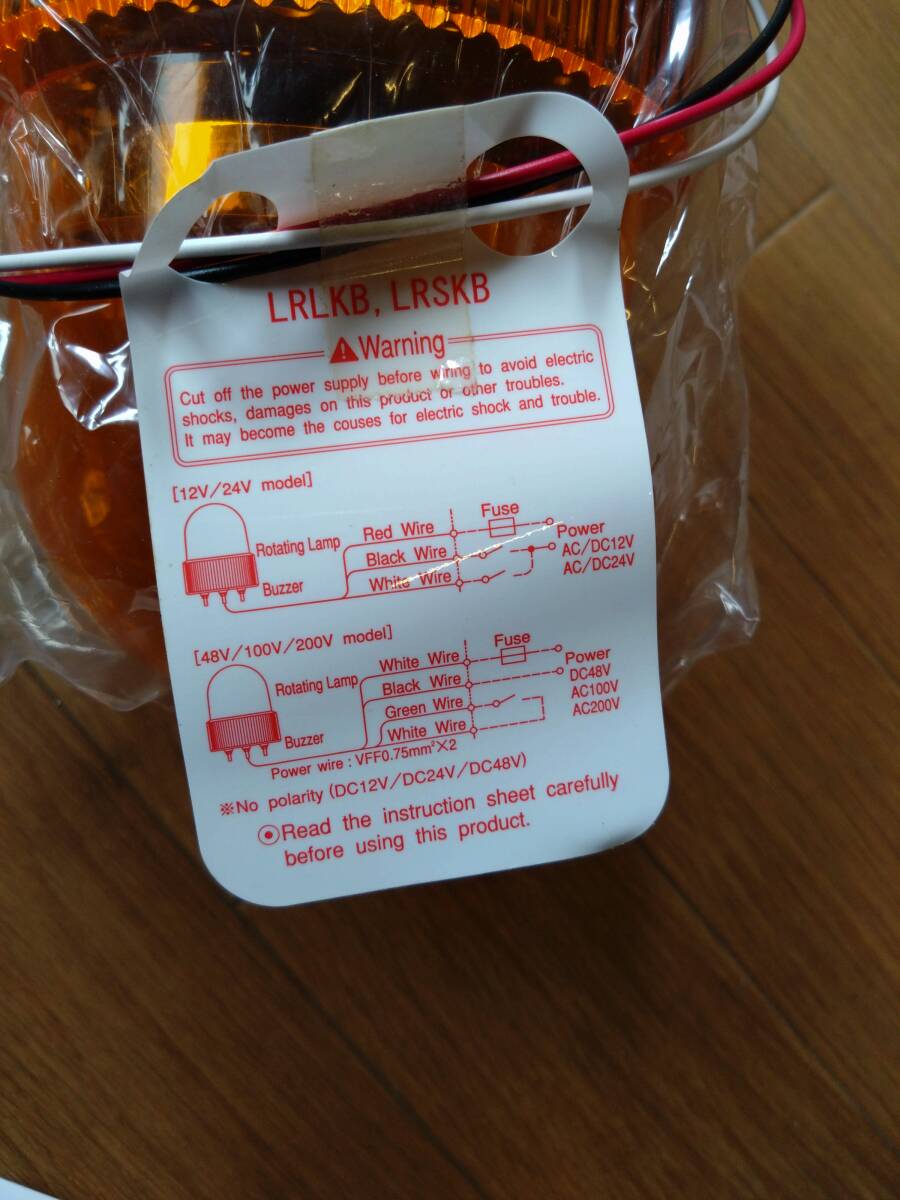 LRLKB, LRSKB
Warning
Cut off the power supply before wiring to avoid electric
shocks, damages on this product or other troubles.
It may become the couses for electric shock and trouble.
[12V/24V model]
Rotating Lamp
Buzzer
Red Wire
Black Wire
White Wire
Fuse
Power
AC/DC12V
AC/DC24V
[48V/100V/200V model]
Rotating Lamp
Buzzer
White Wire
Black Wire
Green Wire
White Wire
Fuse
Power
DC48V
AC100V
AC200V
Power wire : VFF0.75mm²×2
※No polarity (DC12V/DC24V/DC48V)
◉Read the instruction sheet carefully
before using this product.